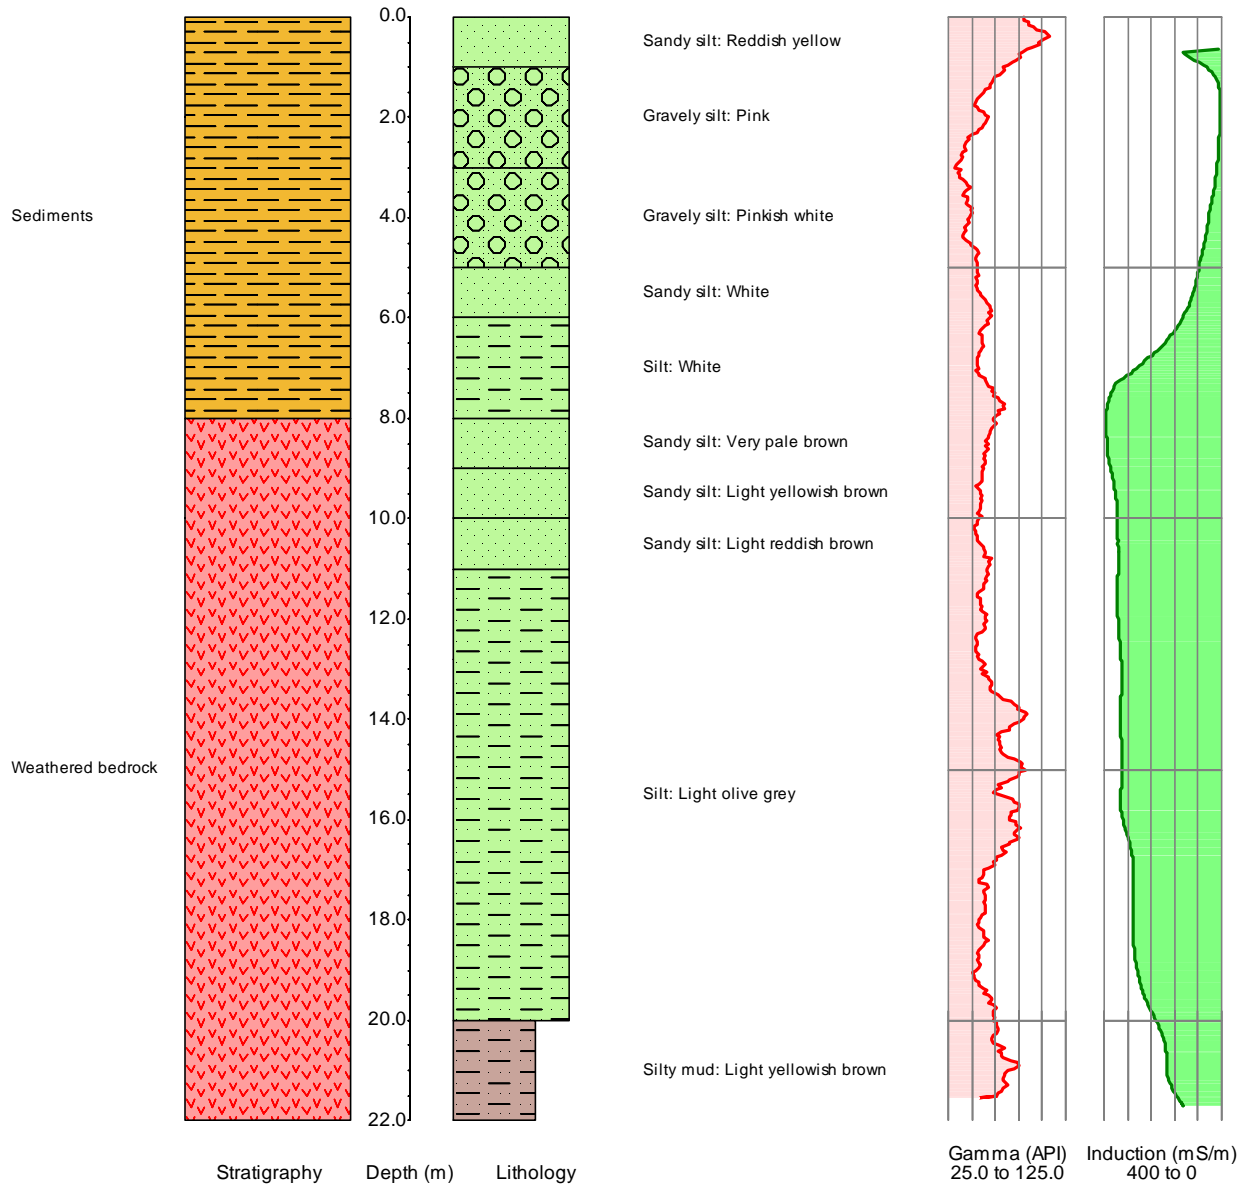 0.0
Sandy silt: Reddish yellow
2.0
Gravely silt: Pink
Sediments
4.0
Gravely silt: Pinkish white
Sandy silt: White
6.0
Silt: White
8.0
Sandy silt: Very pale brown
Sandy silt: Light yellowish brown
10.0
Sandy silt: Light reddish brown
12.0
14.0
Weathered bedrock
Silt: Light olive grey
16.0
18.0
20.0
Silty mud: Light yellowish brown
22.0
Stratigraphy
Depth (m)
Lithology
Gamma (API)
25.0 to 125.0
Induction (mS/m)
400 to 0